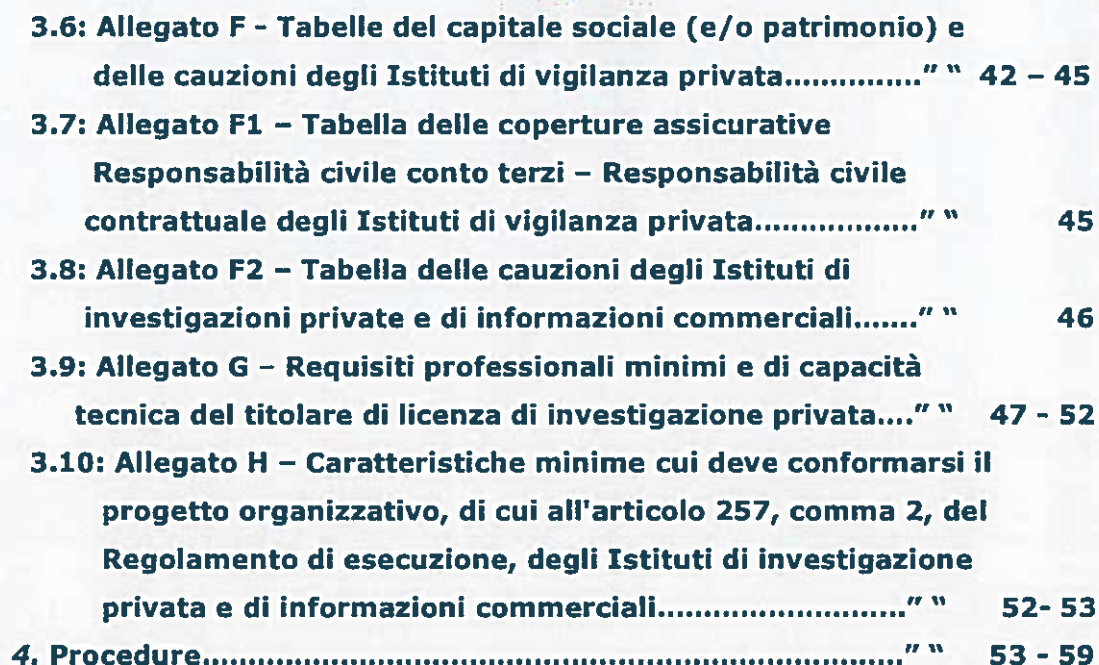 3.6: Allegato F - Tabelle del capitale sociale (e/o patrimonio) e
delle cauzioni degli Istituti di vigilanza privata..............." " 42 – 45
3.7: Allegato F1 – Tabella delle coperture assicurative
Responsabilità civile conto terzi – Responsabilità civile
contrattuale degli Istituti di vigilanza privata.................." " 45
3.8: Allegato F2 – Tabella delle cauzioni degli Istituti di
investigazioni private e di informazioni commerciali......." " 46
3.9: Allegato G – Requisiti professionali minimi e di capacità
tecnica del titolare di licenza di investigazione privata...." " 47 - 52
3.10: Allegato H – Caratteristiche minime cui deve conformarsi il
progetto organizzativo, di cui all'articolo 257, comma 2, del
Regolamento di esecuzione, degli Istituti di investigazione
privata e di informazioni commerciali..........................." " 52- 53
4. Procedure............................................................................" " 53 - 59